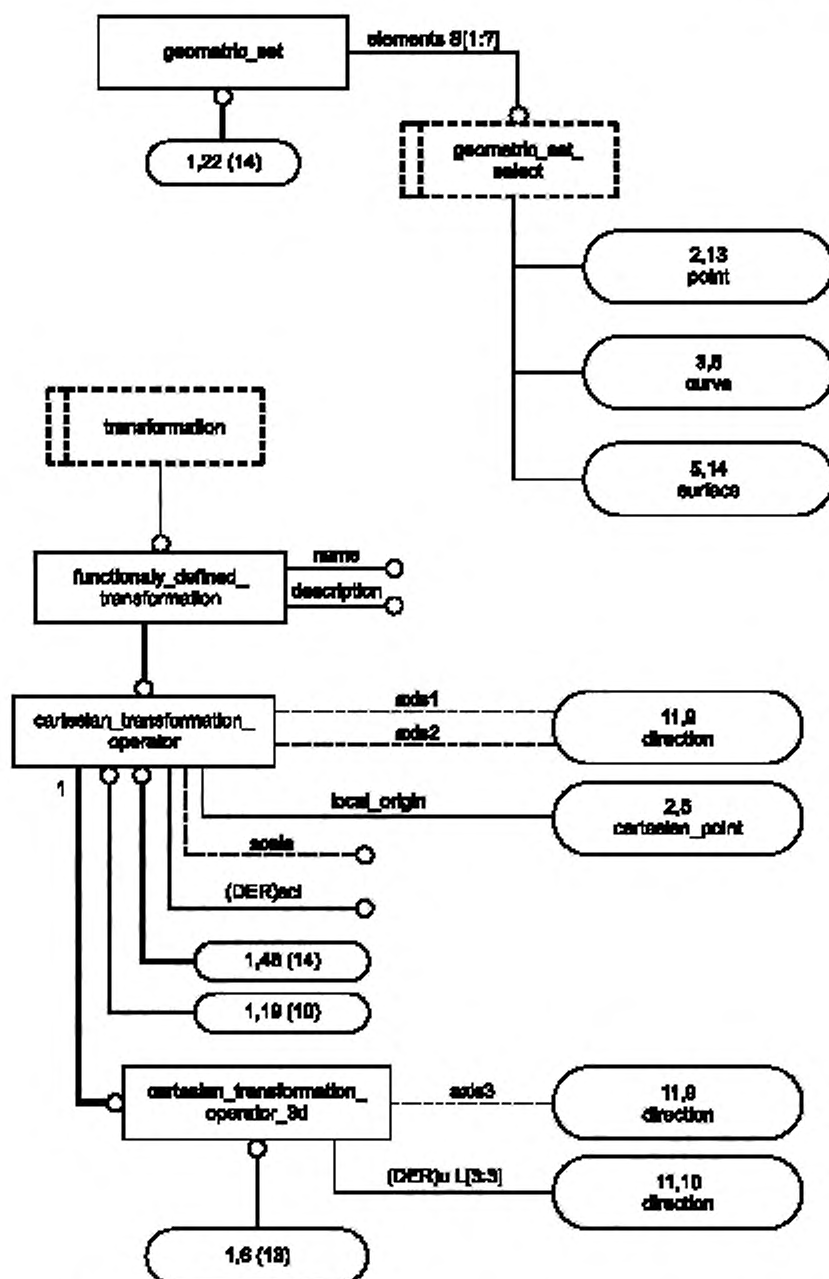 geometric_set
elements S[1:?]
1,22 (14)
geometric_set_
select
2,13
point
3,5
curve
5,14
surface
transformation
functionaly_defined_
transformation
name
description
cartesian_transformation_
operator
axis1
axis2
11,9
direction
1
local_origin
2,5
cartesian_point
scale
(DER)scl
1,48 (14)
1,19 (10)
cartesian_transformation_
operator_3d
axis3
11,9
direction
(DER)u L[3:3]
11,10
direction
1,6 (13)